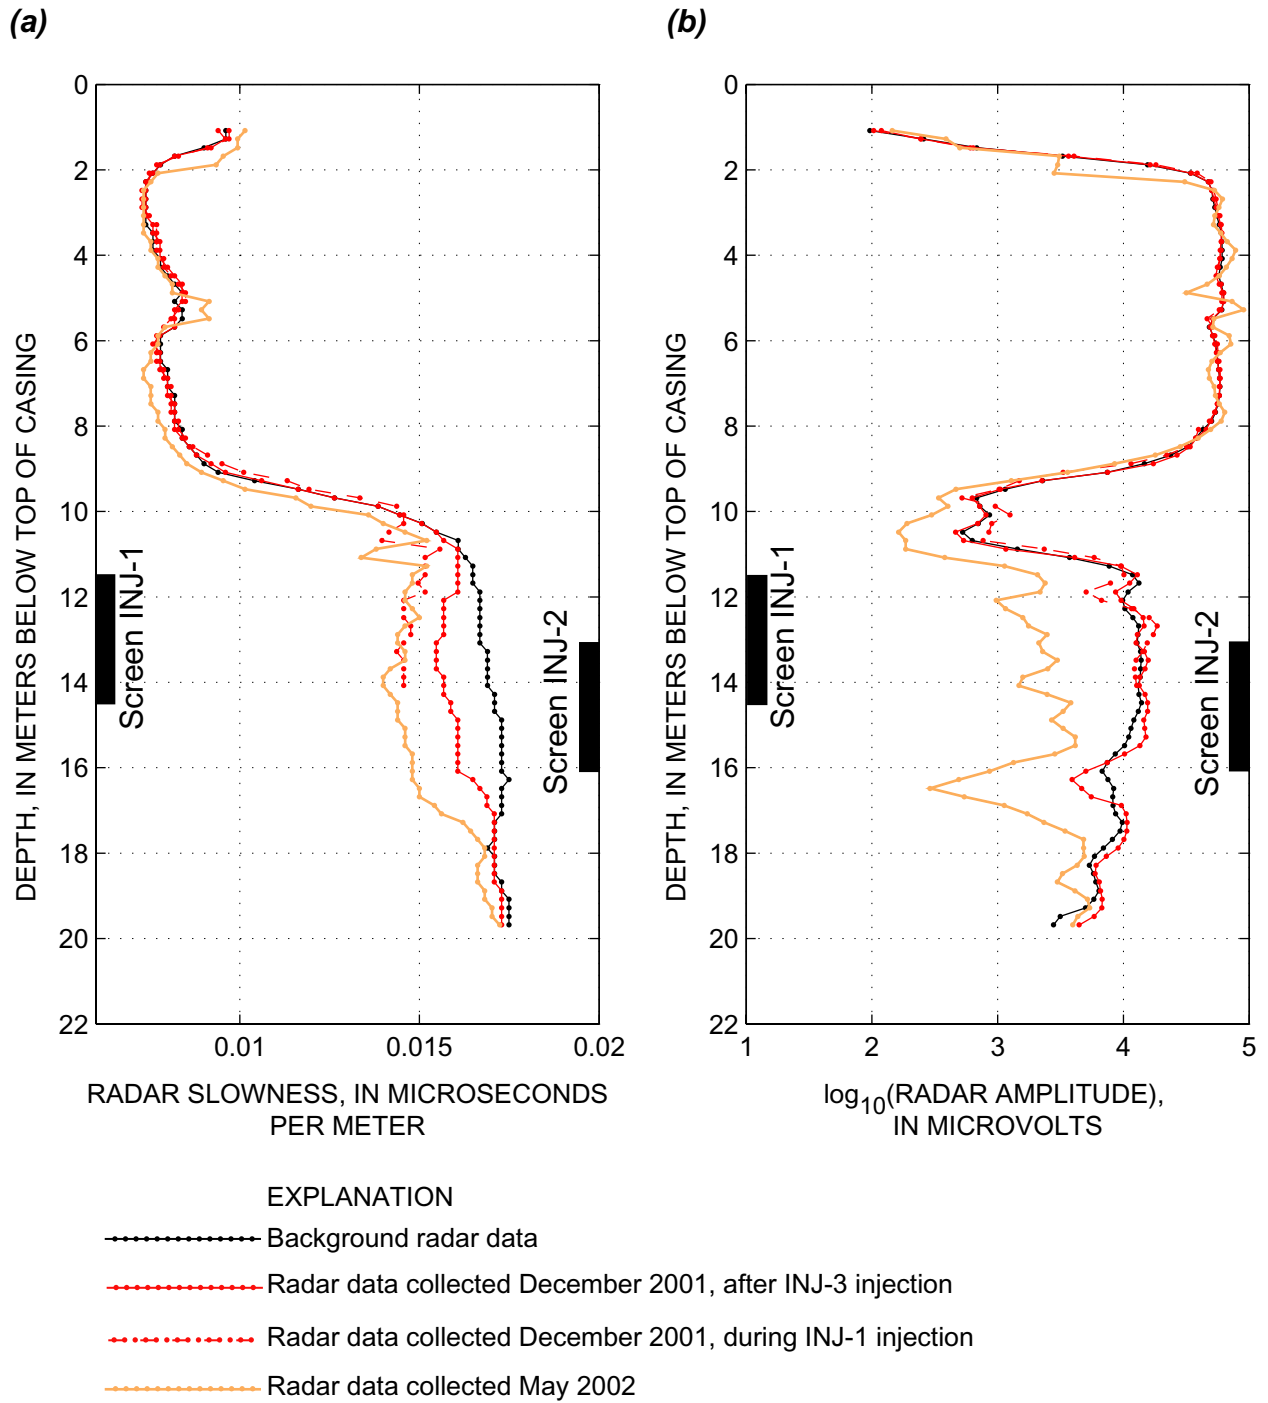 (a)
(b)
0
2
4
6
8
10
12
14
16
18
20
22
DEPTH, IN METERS BELOW TOP OF CASING
Screen INJ-1
Screen INJ-2
0.01
0.015
0.02
RADAR SLOWNESS, IN MICROSECONDS
PER METER
0
2
4
6
8
10
12
14
16
18
20
22
DEPTH, IN METERS BELOW TOP OF CASING
Screen INJ-1
Screen INJ-2
1
2
3
4
5
log10(RADAR AMPLITUDE),
IN MICROVOLTS
EXPLANATION
Background radar data
Radar data collected December 2001, after INJ-3 injection
Radar data collected December 2001, during INJ-1 injection
Radar data collected May 2002